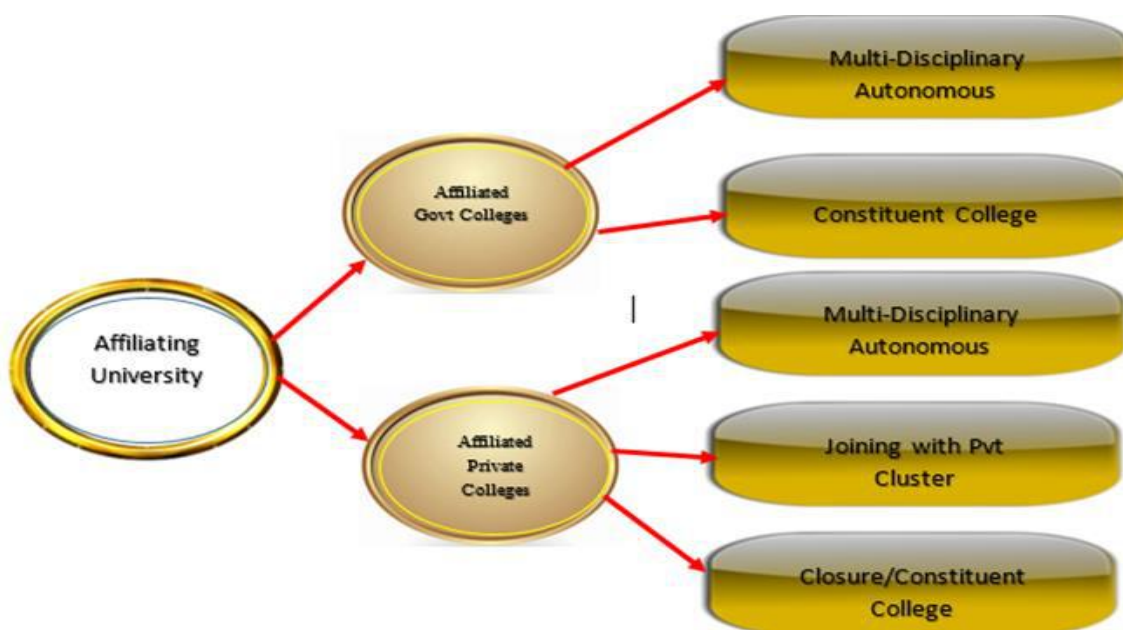 Multi-Disciplinary
Autonomous
Affiliated
Govt Colleges
Constituent College
Affiliating
University
Multi-Disciplinary
Autonomous
Affiliated
Private
Colleges
Joining with Pvt
Cluster
Closure/Constituent
College